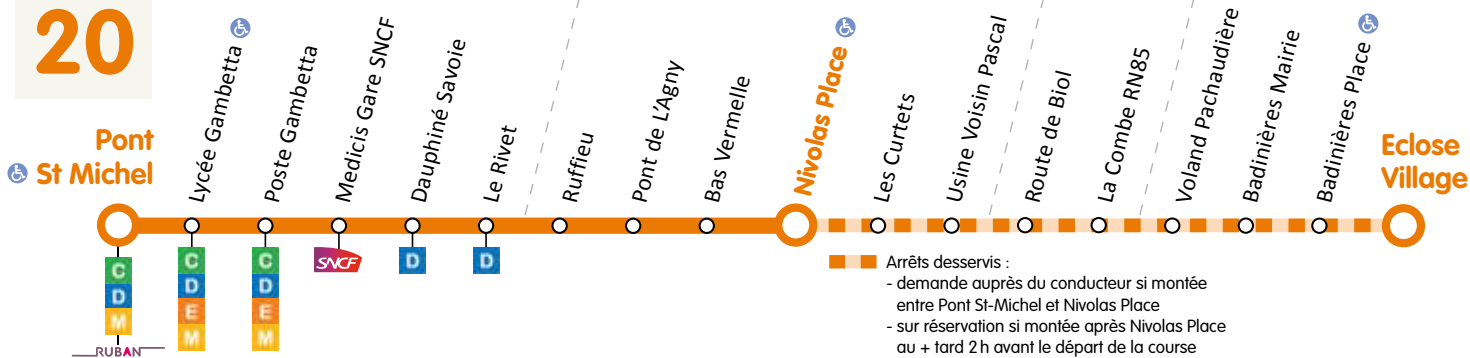 20
Pont
St Michel
Lycée Gambetta
Poste Gambetta
Medicis Gare SNCF
Dauphiné Savoie
Le Rivet
Ruffieu
Pont de L'Agny
Bas Vermelle
Nivolas Place
Les Curtets
Usine Voisin Pascal
Route de Biol
La Combe RN85
Voland Pachaudière
Badinières Mairie
Badinières Place
Eclose
Village
C
D
M
RUBAN
C
D
E
M
C
D
E
M
SNCF
D
D
Arrêts desservis :
- demande auprès du conducteur si montée
entre Pont St-Michel et Nivolas Place
- sur réservation si montée après Nivolas Place
au + tard 2 h avant le départ de la course